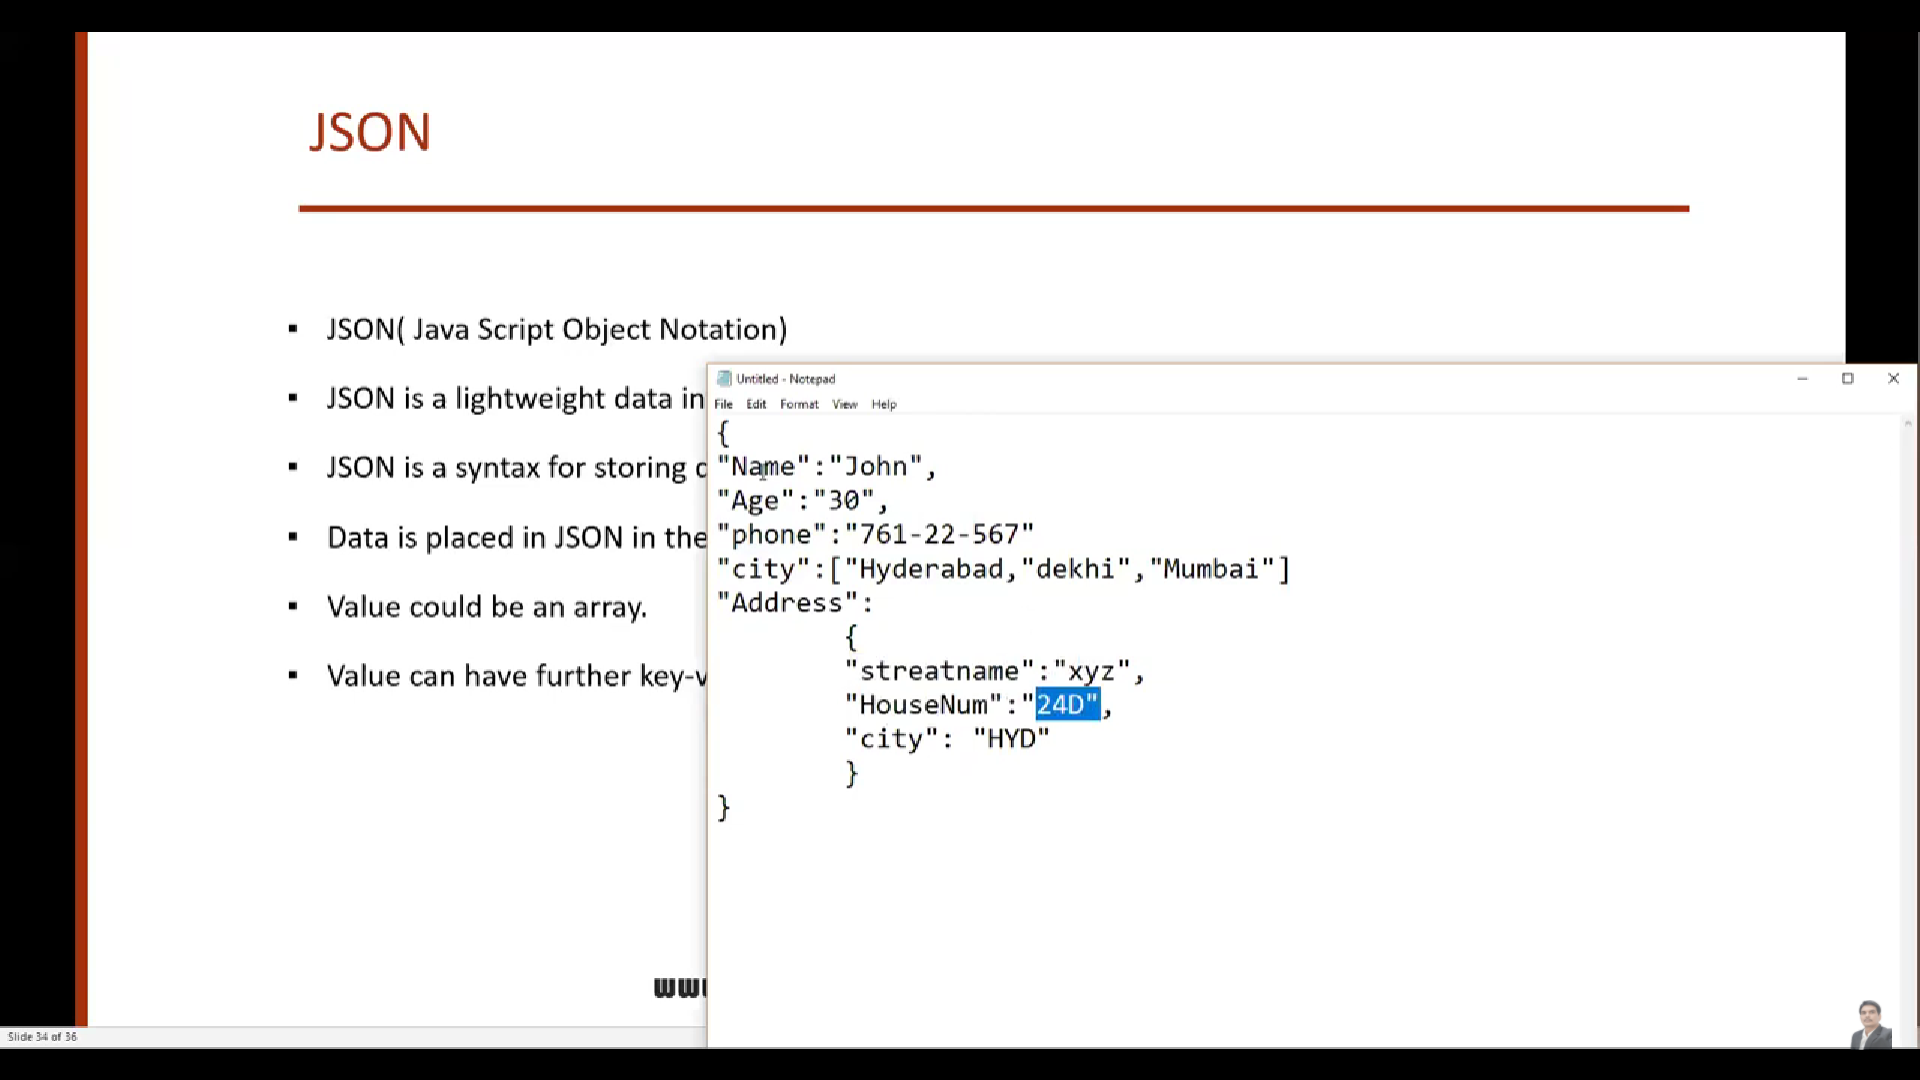 JSON
▪ JSON( Java Script Object Notation)
▪ JSON is a lightweight data in
▪ JSON is a syntax for storing
▪ Data is placed in JSON in the
▪ Value could be an array.
▪ Value can have further key-v
Untitled - Notepad
File Edit Format View Help
{
"Name":"John",
"Age":"30",
"phone":"761-22-567"
"city":["Hyderabad,"dekhi","Mumbai"]
"Address":
{
"streatname":"xyz",
"HouseNum":"24D",
"city": "HYD"
}
}
Slide 34 of 36